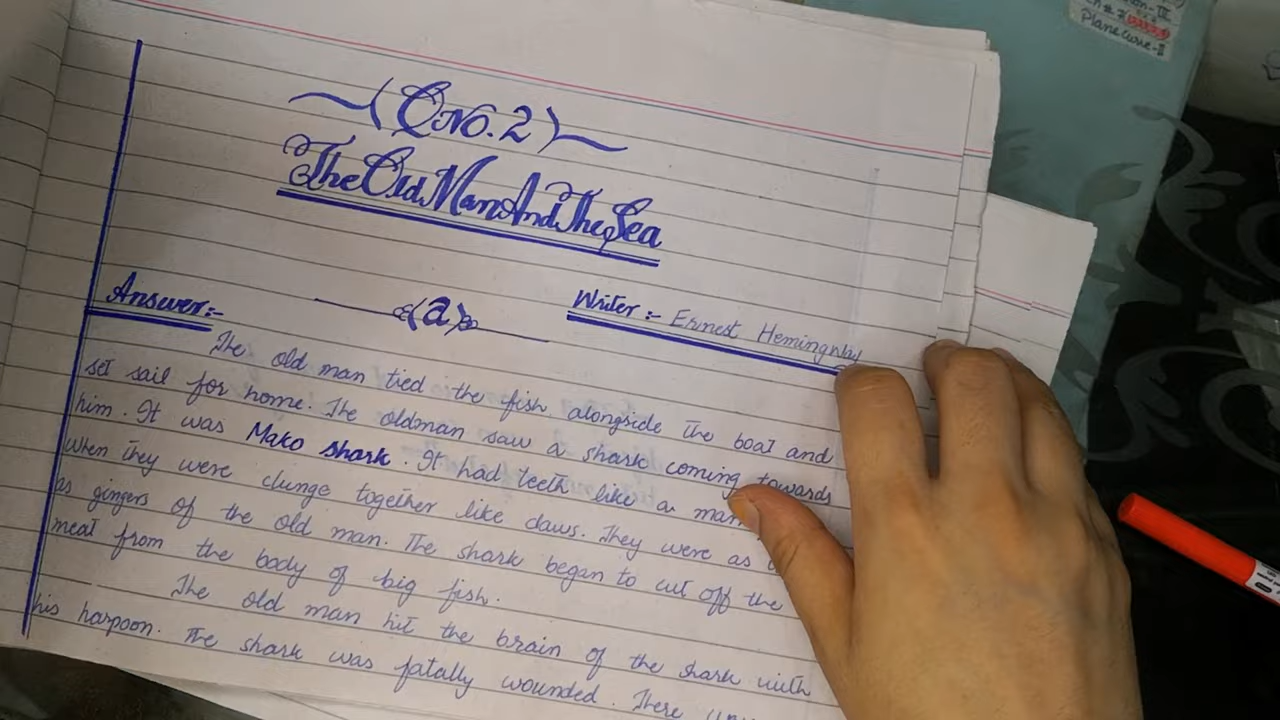 Q No. 2
The Old Man And The Sea
Answer:-
(a)
Writer :- Ernest Hemingway
The old man tied the fish alongside the boat and
set sail for home. The oldman saw a shark coming towards
him. It was Mako shark. It had teeth like a man
when they were clunge together like claws. They were as
as gingers of the old man. The shark began to cut off the
meat from the body of big fish.
The old man hit the brain of the shark with
his harpoon. The shark was fatally wounded. There
Plane Curve-II